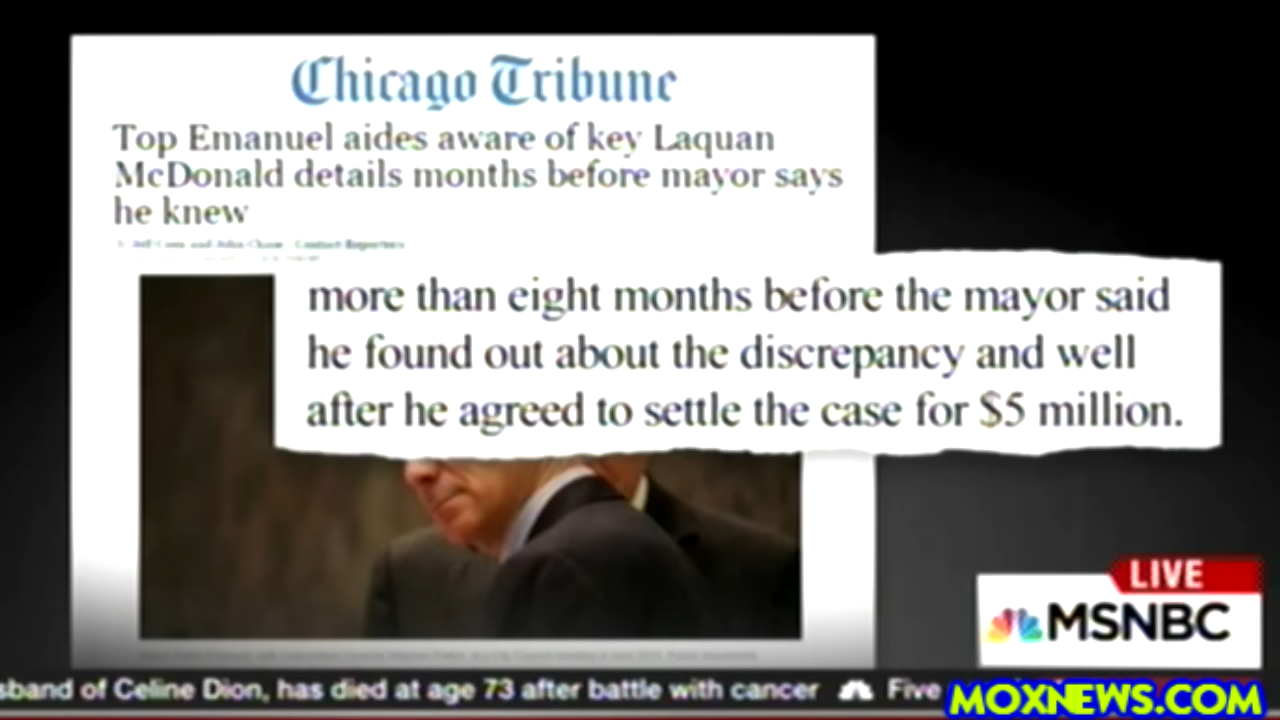 Chicago Tribune
Top Emanuel aides aware of key Laquan
McDonald details months before mayor says
he knew
more than eight months before the mayor said
he found out about the discrepancy and well
after he agreed to settle the case for $5 million.
LIVE
MSNBC
sband of Celine Dion, has died at age 73 after battle with cancer
Five
MOXNEWS.COM